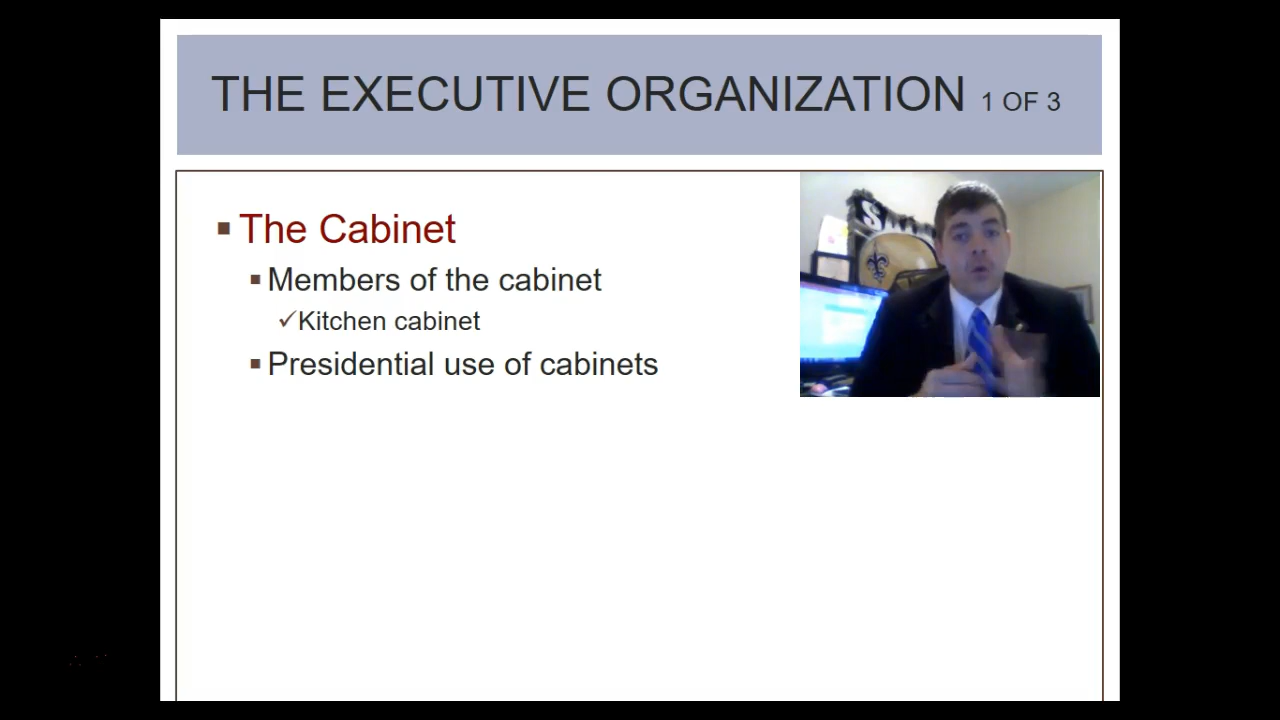 THE EXECUTIVE ORGANIZATION 1 OF 3
The Cabinet
Members of the cabinet
Kitchen cabinet
Presidential use of cabinets